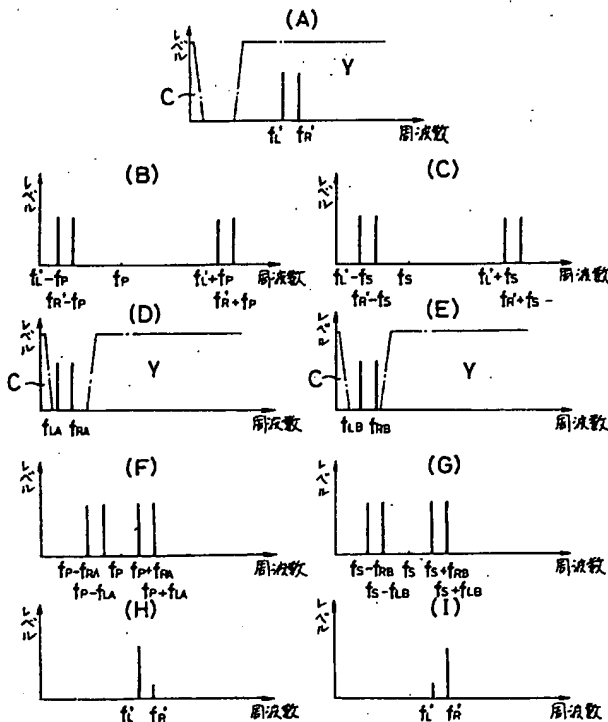 (A)
レベル
Y
C
fL' fR'
周波数
(B)
レベル
fL'-fP fP fL'+fP 周波数
fR'-fP fR'+fP
(C)
レベル
fL'-fS fS fL'+fS 周波数
fR'-fS fR'+fS
(D)
レベル
C
Y
fLA fRA 周波数
(E)
レベル
C
Y
fLB fRB 周波数
(F)
レベル
fP-fRA fP fP+fRA 周波数
fP-fLA fP+fLA
(G)
レベル
fS-fRB fS fS+fRB 周波数
fS-fLB fS+fLB
(H)
レベル
fL' fR' 周波数
(I)
レベル
fL' fR' 周波数